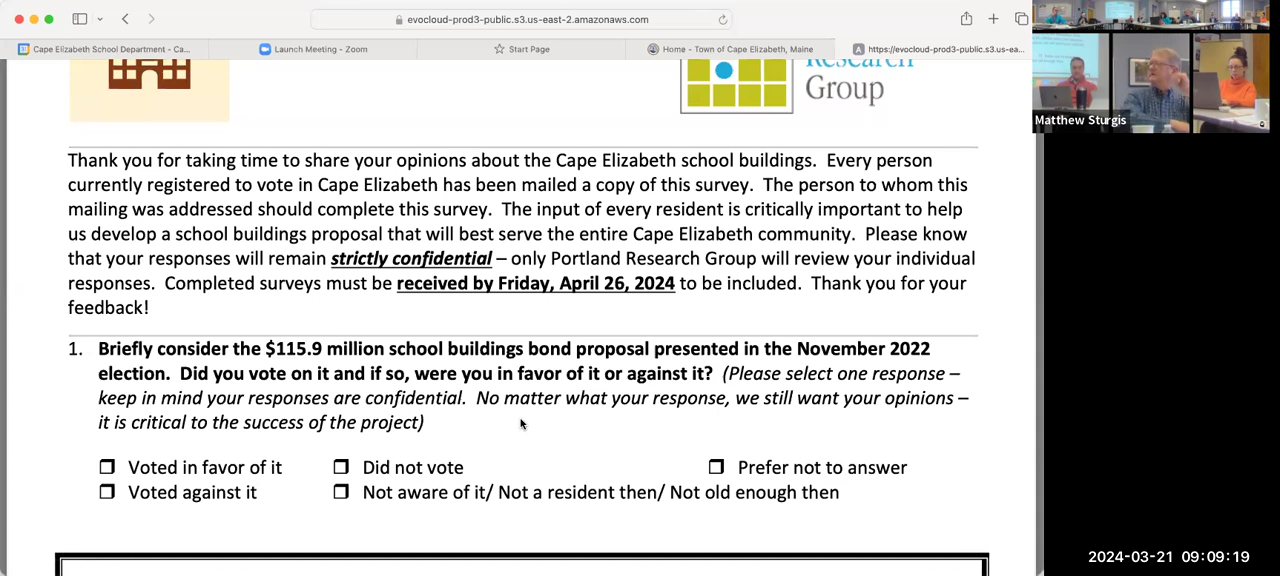 evocloud-prod3-public.s3.us-east-2.amazonaws.com
Cape Elizabeth School Department - Ca...
Launch Meeting - Zoom
Start Page
Home - Town of Cape Elizabeth, Maine
A https://evocloud-prod3-public.s3.us-ea...
Research
Group
Matthew Sturgis
Thank you for taking time to share your opinions about the Cape Elizabeth school buildings. Every person
currently registered to vote in Cape Elizabeth has been mailed a copy of this survey. The person to whom this
mailing was addressed should complete this survey. The input of every resident is critically important to help
us develop a school buildings proposal that will best serve the entire Cape Elizabeth community. Please know
that your responses will remain strictly confidential – only Portland Research Group will review your individual
responses. Completed surveys must be received by Friday, April 26, 2024 to be included. Thank you for your
feedback!
1. Briefly consider the $115.9 million school buildings bond proposal presented in the November 2022
election. Did you vote on it and if so, were you in favor of it or against it? (Please select one response –
keep in mind your responses are confidential. No matter what your response, we still want your opinions –
it is critical to the success of the project)
Voted in favor of it
Did not vote
Prefer not to answer
Voted against it
Not aware of it/ Not a resident then/ Not old enough then
2024-03-21 09:09:19